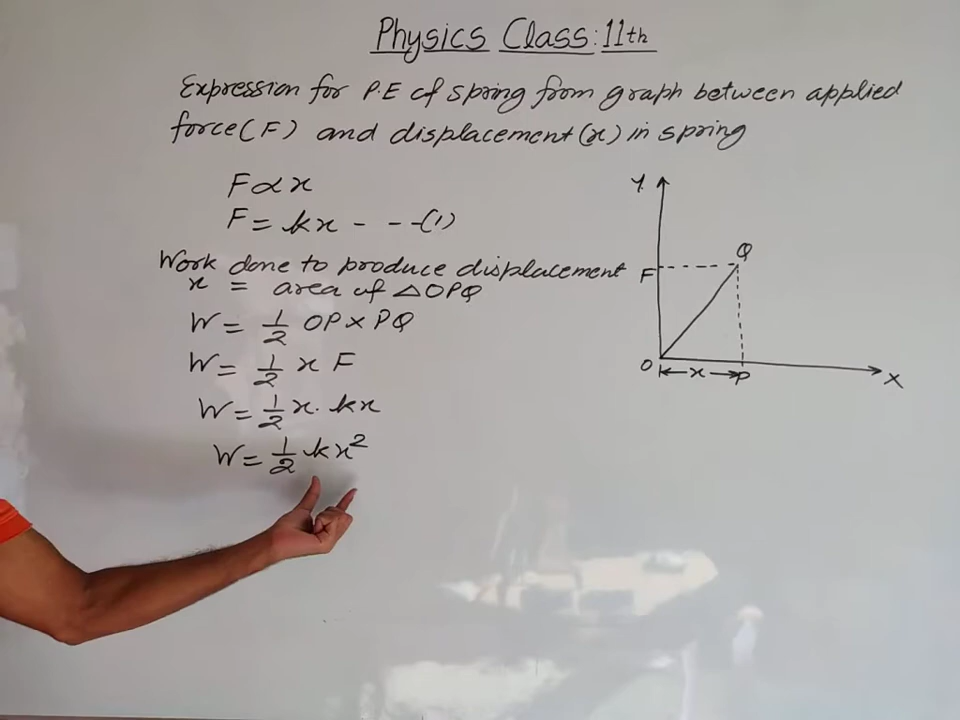 Physics Class: 11th
Expression for P.E of spring from graph between applied
force(F) and displacement (x) in spring
F ∝ x
F = kx - - - (1)
Work done to produce displacement
x = area of △OPQ
W = 1/2 OP × PQ
W = 1/2 x F
W = 1/2 x . kx
W = 1/2 kx²
Y
Q
F
O
x
P
X